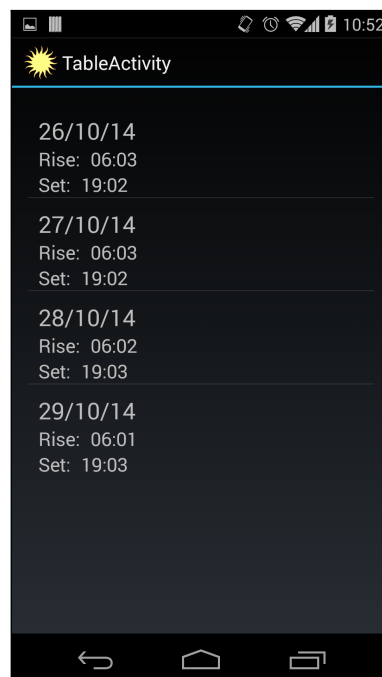 10:52
TableActivity
26/10/14
Rise: 06:03
Set: 19:02
27/10/14
Rise: 06:03
Set: 19:02
28/10/14
Rise: 06:02
Set: 19:03
29/10/14
Rise: 06:01
Set: 19:03